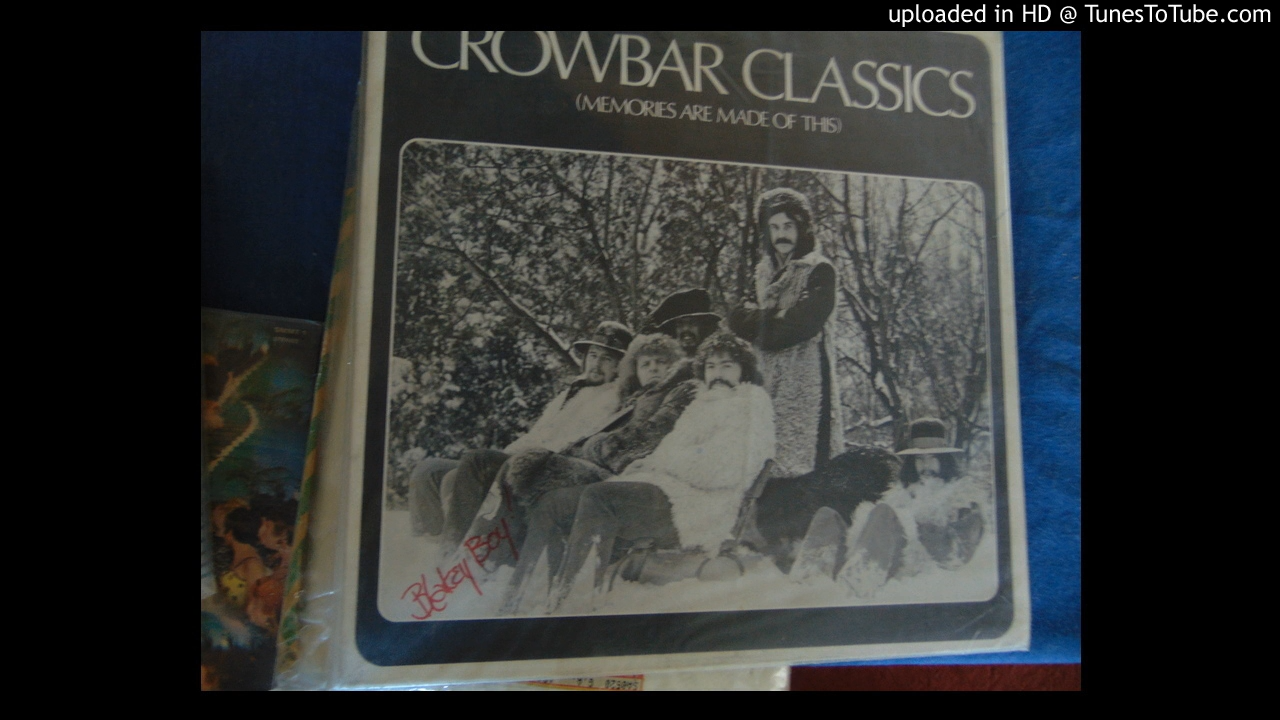 uploaded in HD @ TunesToTube.com
CROWBAR CLASSICS
(MEMORIES ARE MADE OF THIS)
Blakey Boy